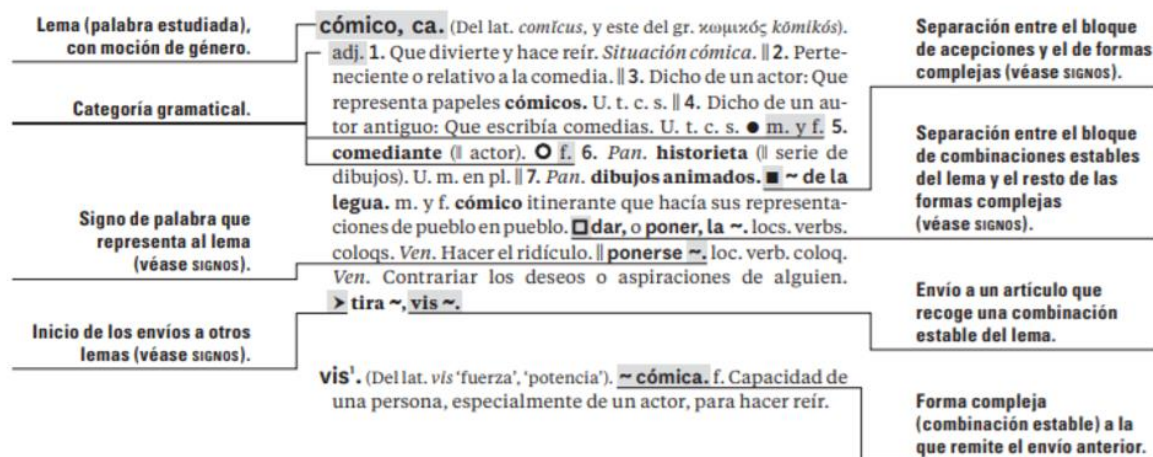 Lema (palabra estudiada),
con moción de género.
Categoría gramatical.
Signo de palabra que
representa al lema
(véase SIGNOS).
Inicio de los envíos a otros
lemas (véase SIGNOS).
cómico, ca. (Del lat. comĭcus, y este del gr. κωμικός kōmikós).
adj. 1. Que divierte y hace reír. Situación cómica. || 2. Perte-
neciente o relativo a la comedia. || 3. Dicho de un actor: Que
representa papeles cómicos. U. t. c. s. || 4. Dicho de un au-
tor antiguo: Que escribía comedias. U. t. c. s. ● m. y f. 5.
comediante (|| actor). ○ f. 6. Pan. historieta (|| serie de
dibujos). U. m. en pl. || 7. Pan. dibujos animados. ■ ~ de la
legua. m. y f. cómico itinerante que hacía sus representa-
ciones de pueblo en pueblo. □ dar, o poner, la ~. locs. verbs.
coloqs. Ven. Hacer el ridículo. || ponerse ~. loc. verb. coloq.
Ven. Contrariar los deseos o aspiraciones de alguien.
➤ tira ~, vis ~.
vis¹. (Del lat. vis ‘fuerza’, ‘potencia’). ~ cómica. f. Capacidad de
una persona, especialmente de un actor, para hacer reír.
Separación entre el bloque
de acepciones y el de formas
complejas (véase SIGNOS).
Separación entre el bloque
de combinaciones estables
del lema y el resto de las
formas complejas
(véase SIGNOS).
Envío a un artículo que
recoge una combinación
estable del lema.
Forma compleja
(combinación estable) a la
que remite el envío anterior.